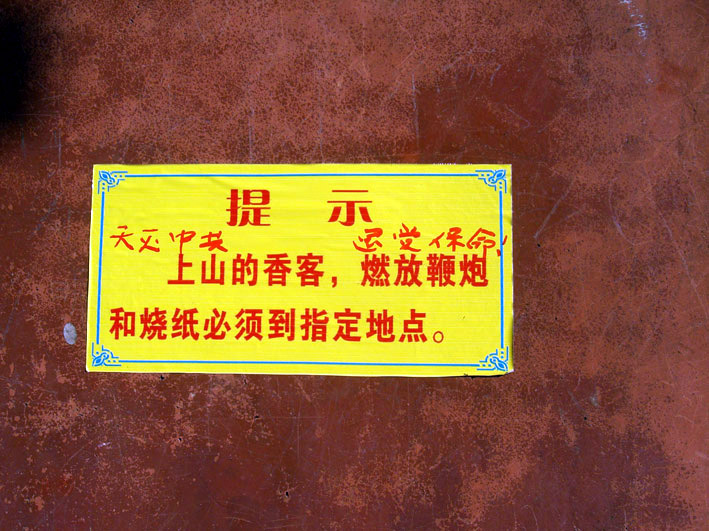 提 示
天灭中共 退党保命!
上山的香客，燃放鞭炮
和烧纸必须到指定地点。